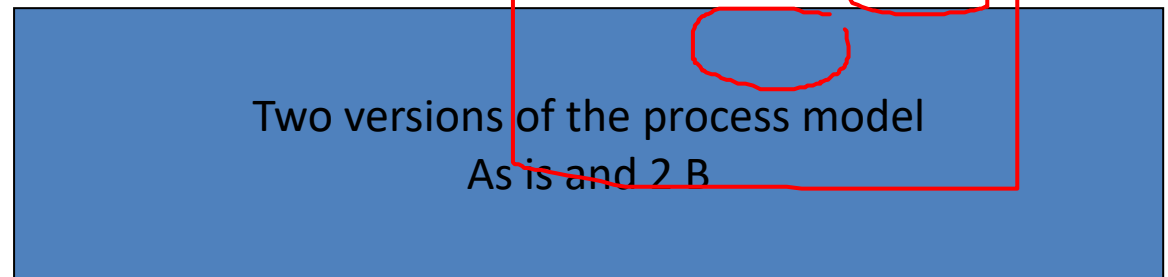 Two versions of the process model
As is and 2 B